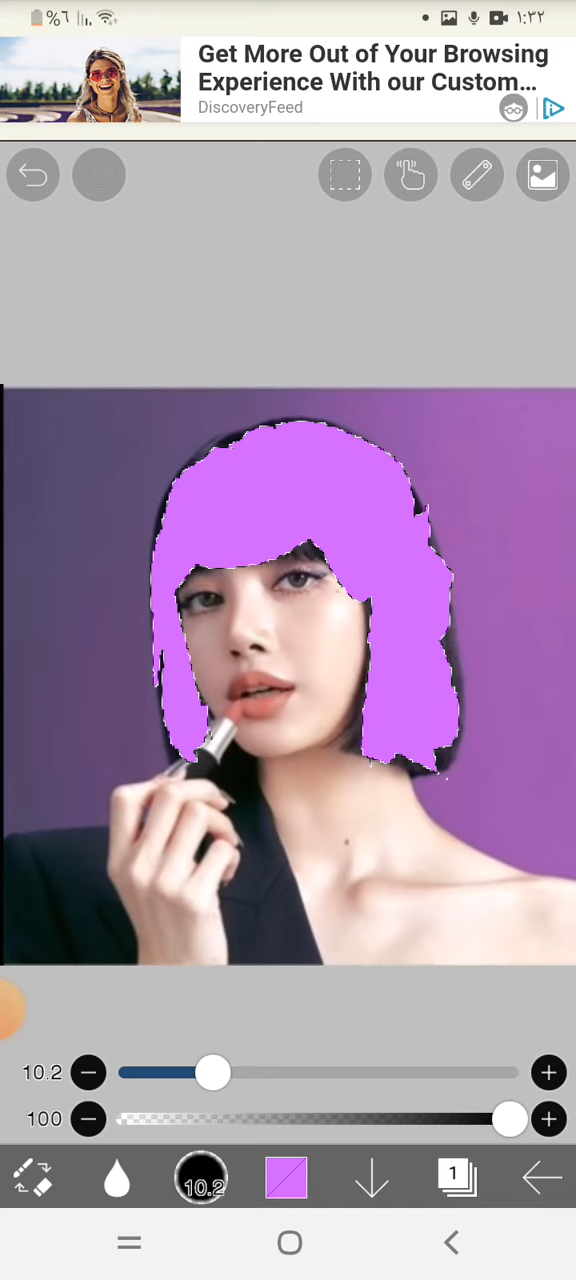 %٦ ١:٣٢
Get More Out of Your Browsing
Experience With our Custom...
DiscoveryFeed
10.2
100
10.2
1